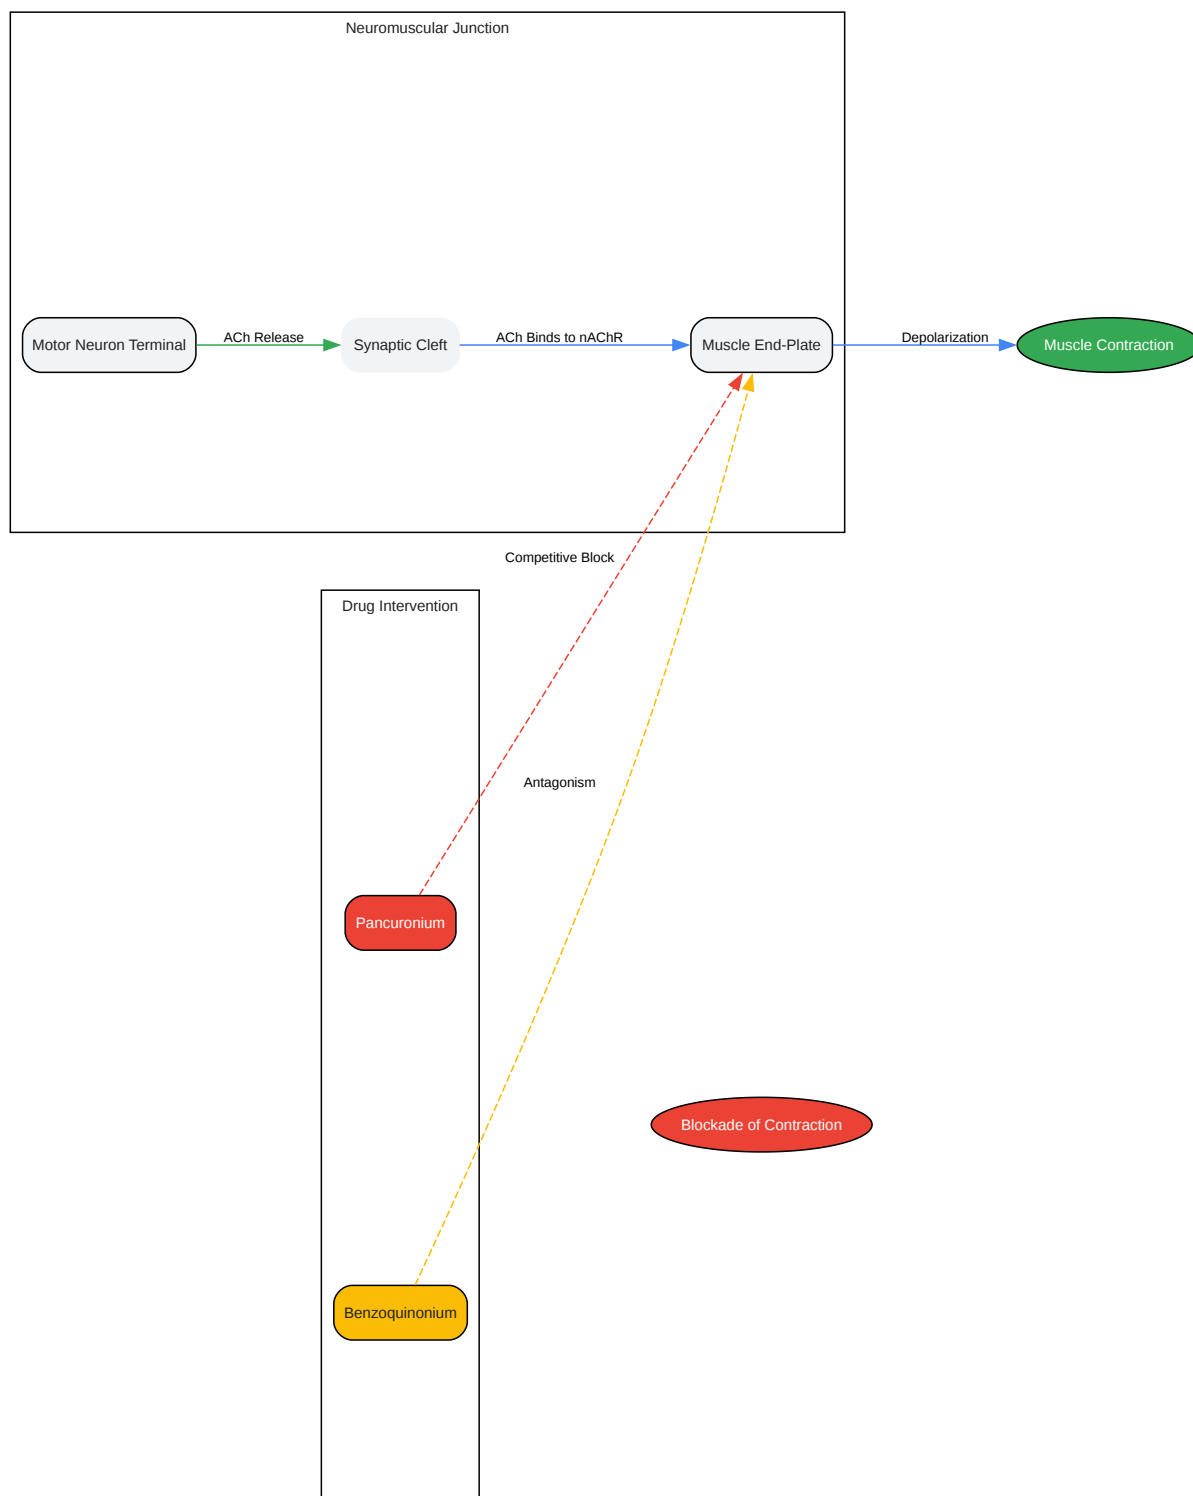 Neuromuscular Junction
Motor Neuron Terminal
ACh Release
Synaptic Cleft
ACh Binds to nAChR
Muscle End-Plate
Depolarization
Muscle Contraction
Competitive Block
Drug Intervention
Antagonism
Pancuronium
Blockade of Contraction
Benzoquinonium